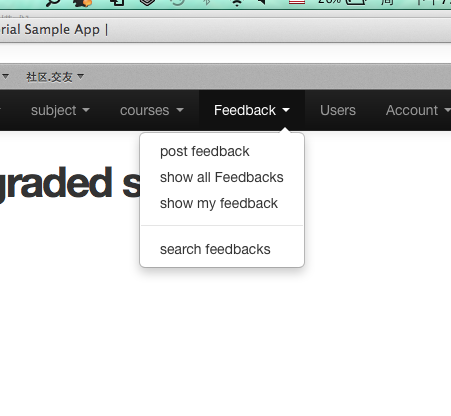 rial Sample App |
社区.交友
subject courses Feedback Users Account
post feedback
show all Feedbacks
show my feedback
search feedbacks
graded s